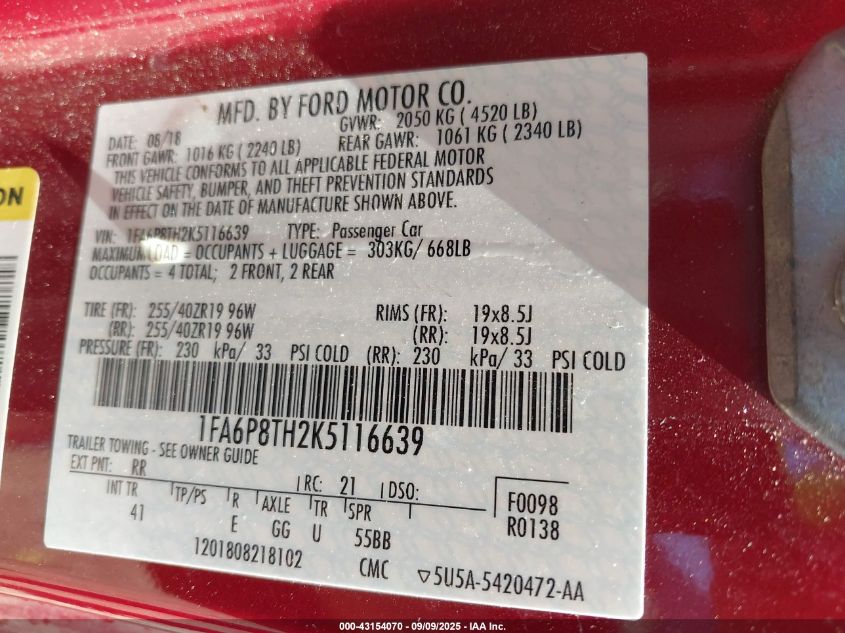 MFD. BY FORD MOTOR CO.
DATE: 08/18 GVWR: 2050 KG ( 4520 LB)
FRONT GAWR: 1016 KG ( 2240 LB) REAR GAWR: 1061 KG ( 2340 LB)
THIS VEHICLE CONFORMS TO ALL APPLICABLE FEDERAL MOTOR
VEHICLE SAFETY, BUMPER, AND THEFT PREVENTION STANDARDS
IN EFFECT ON THE DATE OF MANUFACTURE SHOWN ABOVE.
VIN: 1FA6P8TH2K5116639 TYPE: Passenger Car
MAXIMUM LOAD = OCCUPANTS + LUGGAGE = 303KG/ 668LB
OCCUPANTS = 4 TOTAL; 2 FRONT, 2 REAR
TIRE (FR): 255/40ZR19 96W RIMS (FR): 19x8.5J
(RR): 255/40ZR19 96W (RR): 19x8.5J
PRESSURE (FR): 230 kPa/ 33 PSI COLD (RR): 230 kPa/ 33 PSI COLD
1FA6P8TH2K5116639
TRAILER TOWING - SEE OWNER GUIDE
EXT PNT: RR RC: 21 DSO:
INT TR TP/PS R AXLE TR SPR
41 E GG U 55BB
F0098
R0138
1201808218102 CMC ▽5U5A-5420472-AA
ON
000-43154070 - 09/09/2025 - IAA Inc.